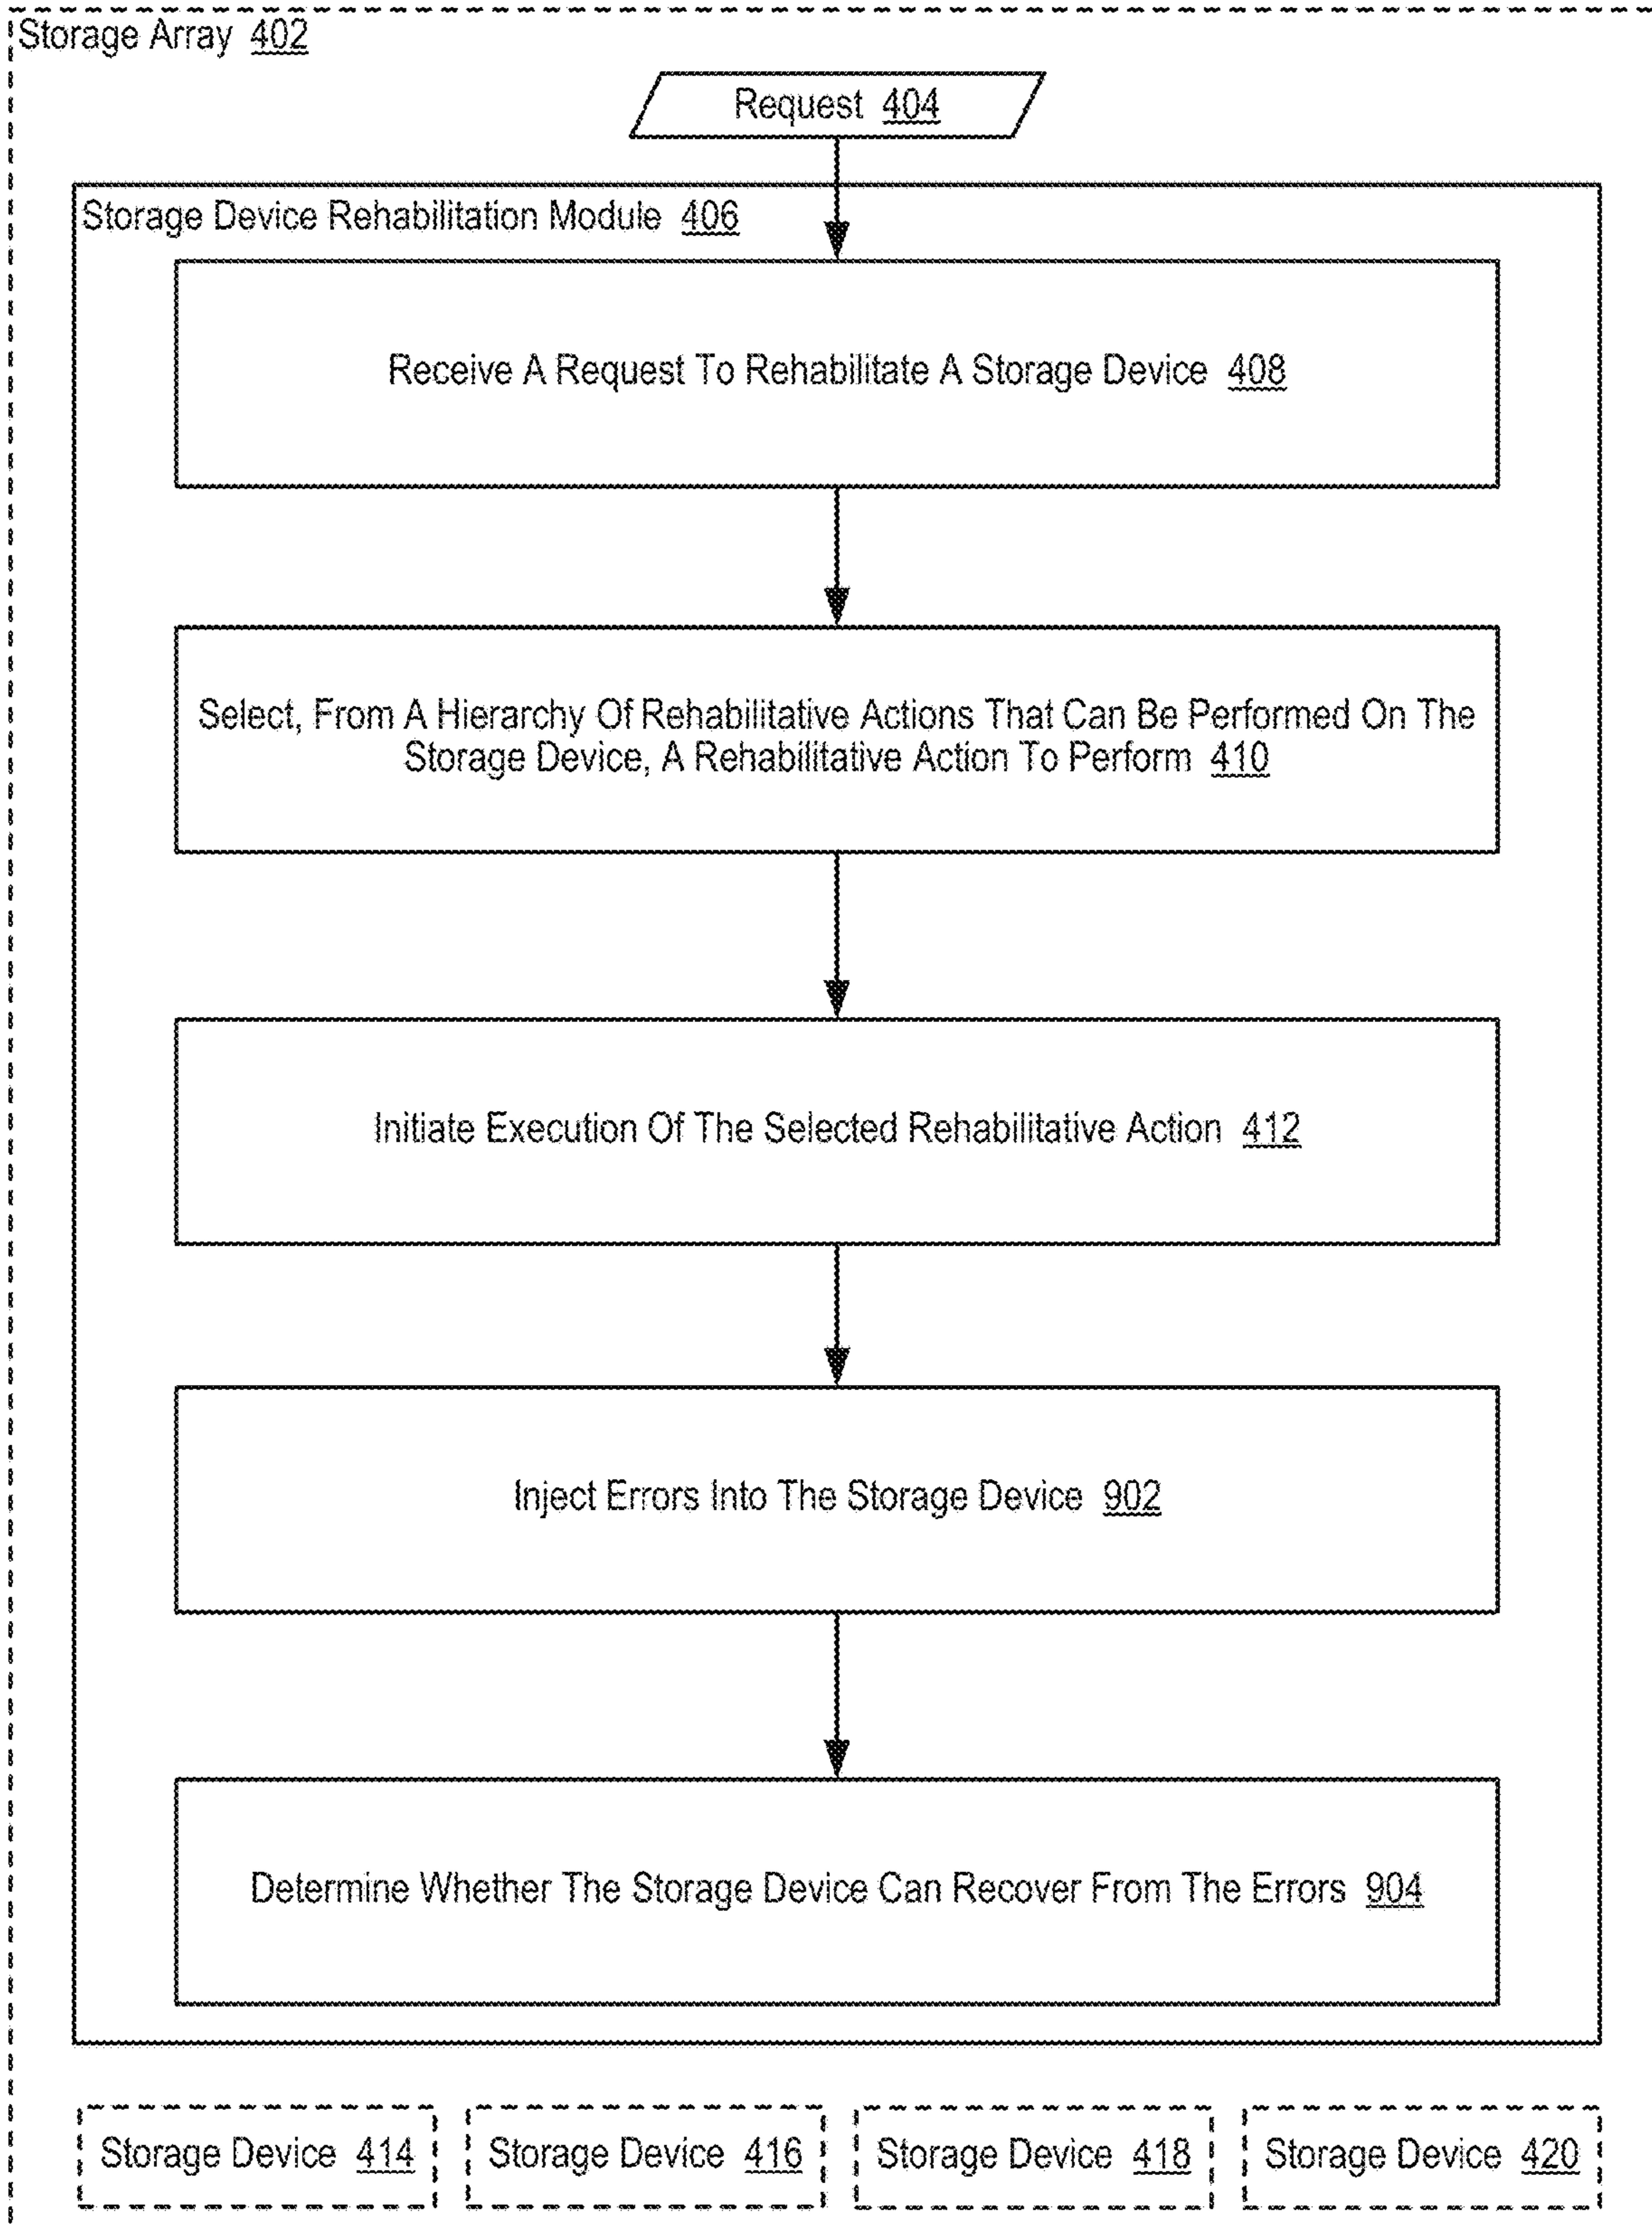 Storage Array 402
Request 404
Storage Device Rehabilitation Module 406
Receive A Request To Rehabilitate A Storage Device 408
Select, From A Hierarchy Of Rehabilitative Actions That Can Be Performed On The
Storage Device, A Rehabilitative Action To Perform 410
Initiate Execution Of The Selected Rehabilitative Action 412
Inject Errors Into The Storage Device 902
Determine Whether The Storage Device Can Recover From The Errors 904
Storage Device 414
Storage Device 416
Storage Device 418
Storage Device 420